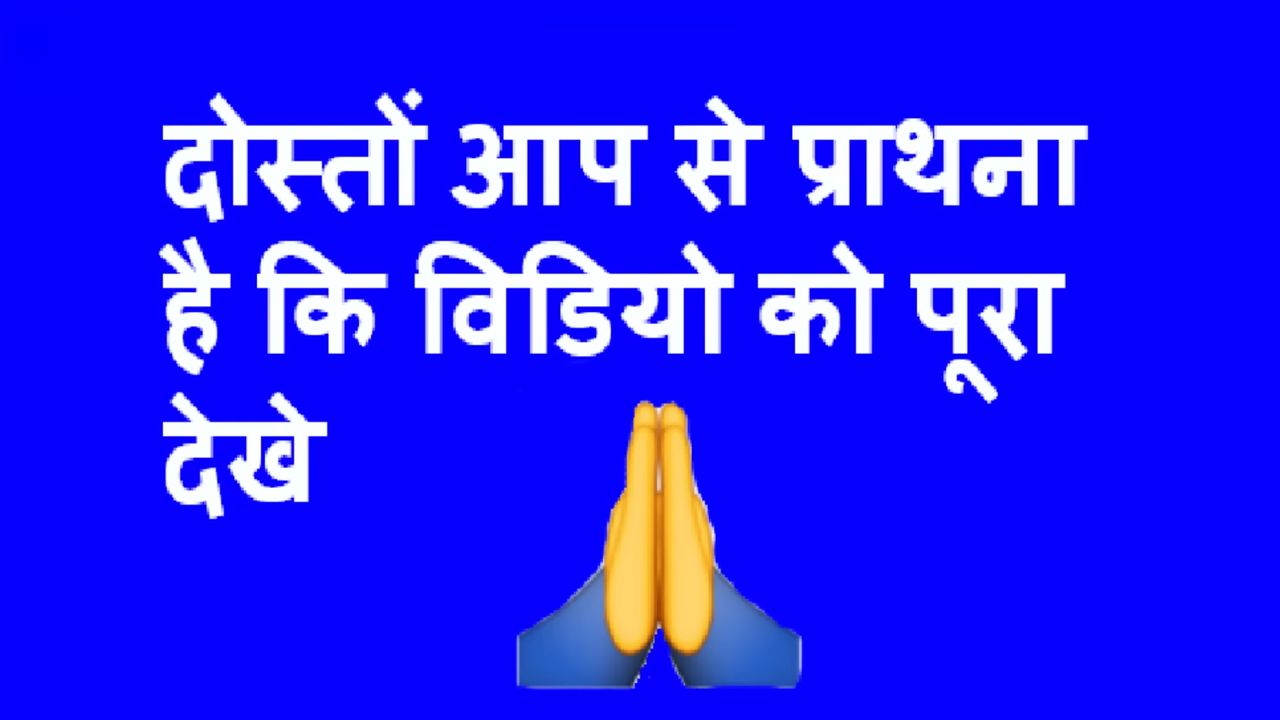 दोस्तों आप से प्राथना
है कि विडियो को पूरा
देखे